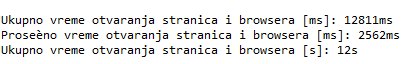 Ukupno vreme otvaranja stranica i browsera [ms]: 12811ms
Proseèno vreme otvaranja stranica i browsera [ms]: 2562ms
Ukupno vreme otvaranja stranica i browsera [s]: 12s